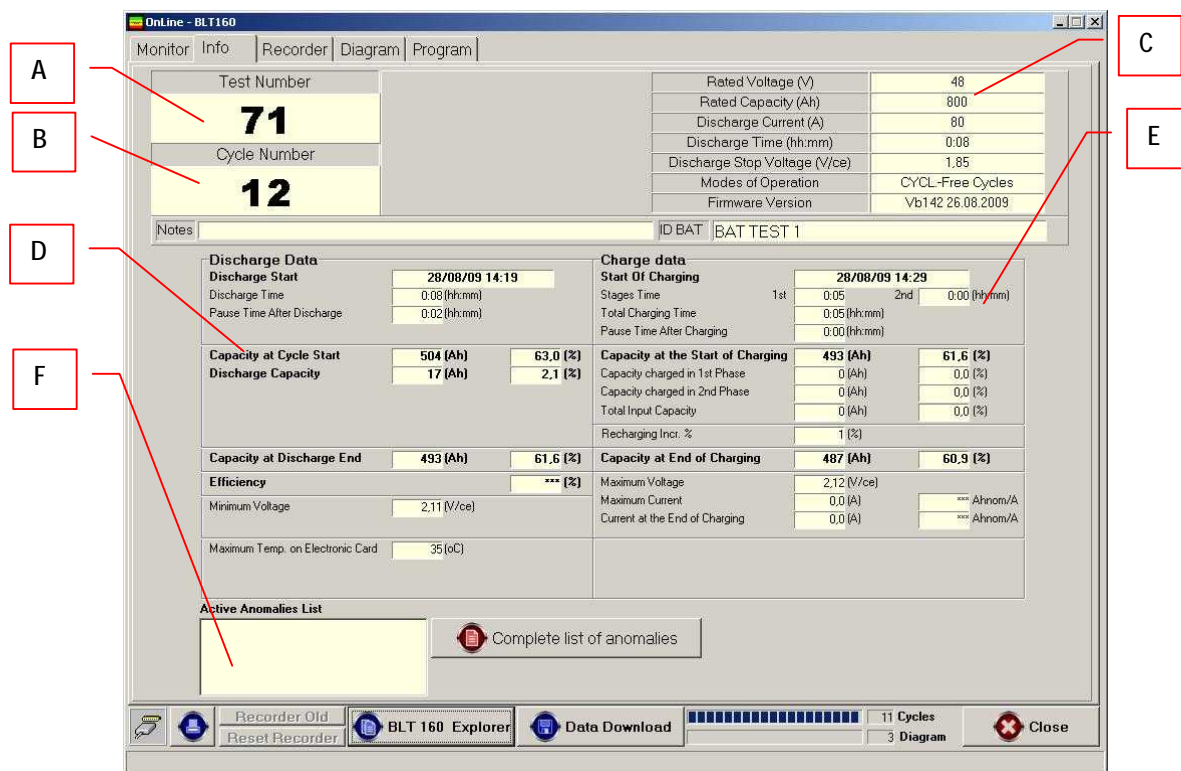 OnLine - BLT160
Monitor Info Recorder Diagram Program
A
B
C
D
E
F
Test Number
71
Cycle Number
12
Rated Voltage (V) 48
Rated Capacity (Ah) 800
Discharge Current (A) 80
Discharge Time (hh:mm) 0:08
Discharge Stop Voltage (V/ce) 1.85
Modes of Operation CYCL-Free Cycles
Firmware Version Vb142 26.08.2009
Notes ID BAT BAT TEST 1
Discharge Data
Discharge Start 28/08/09 14:19
Discharge Time 0:08 (hh:mm)
Pause Time After Discharge 0:02 (hh:mm)
Capacity at Cycle Start 504 (Ah) 63,0 (%)
Discharge Capacity 17 (Ah) 2,1 (%)
Capacity at Discharge End 493 (Ah) 61,6 (%)
Efficiency *** (%)
Minimum Voltage 2,11 (V/ce)
Maximum Temp. on Electronic Card 35 (oC)
Charge data
Start Of Charging 28/08/09 14:29
Stages Time 1st 0:05 2nd 0:00 (hh:mm)
Total Charging Time 0:05 (hh:mm)
Pause Time After Charging 0:00 (hh:mm)
Capacity at the Start of Charging 493 (Ah) 61,6 (%)
Capacity charged in 1st Phase 0 (Ah) 0,0 (%)
Capacity charged in 2nd Phase 0 (Ah) 0,0 (%)
Total Input Capacity 0 (Ah) 0,0 (%)
Recharging Incr. % 1 (%)
Capacity at End of Charging 487 (Ah) 60,9 (%)
Maximum Voltage 2,12 (V/ce)
Maximum Current 0,0 (A) *** Ahnom/A
Current at the End of Charging 0,0 (A) *** Ahnom/A
Active Anomalies List
Complete list of anomalies
Recorder Old
Reset Recorder
BLT 160 Explorer
Data Download
11 Cycles
3 Diagram
Close